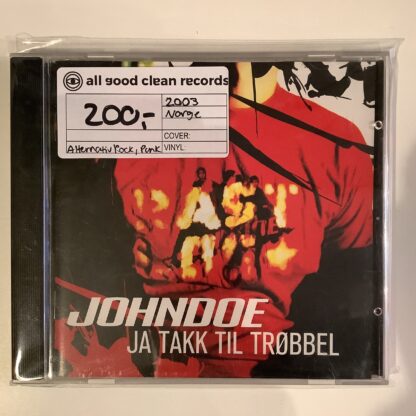 all good clean records
200,-
2003
Norge
COVER:
VINYL:
Alternativ Rock, Punk
JOHNDOE
JA TAKK TIL TRØBBEL